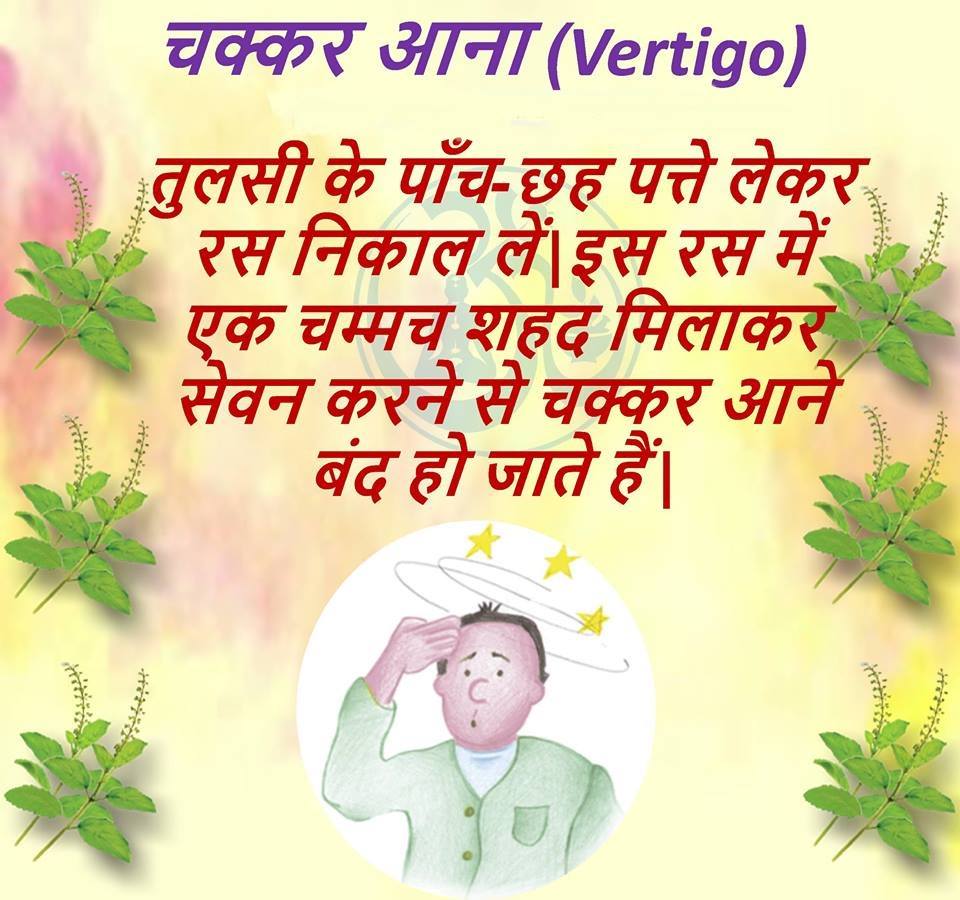 चक्कर आना (Vertigo)
तुलसी के पाँच-छह पत्ते लेकर
रस निकाल लें|इस रस में
एक चम्मच शहद मिलाकर
सेवन करने से चक्कर आने
बंद हो जाते हैं|